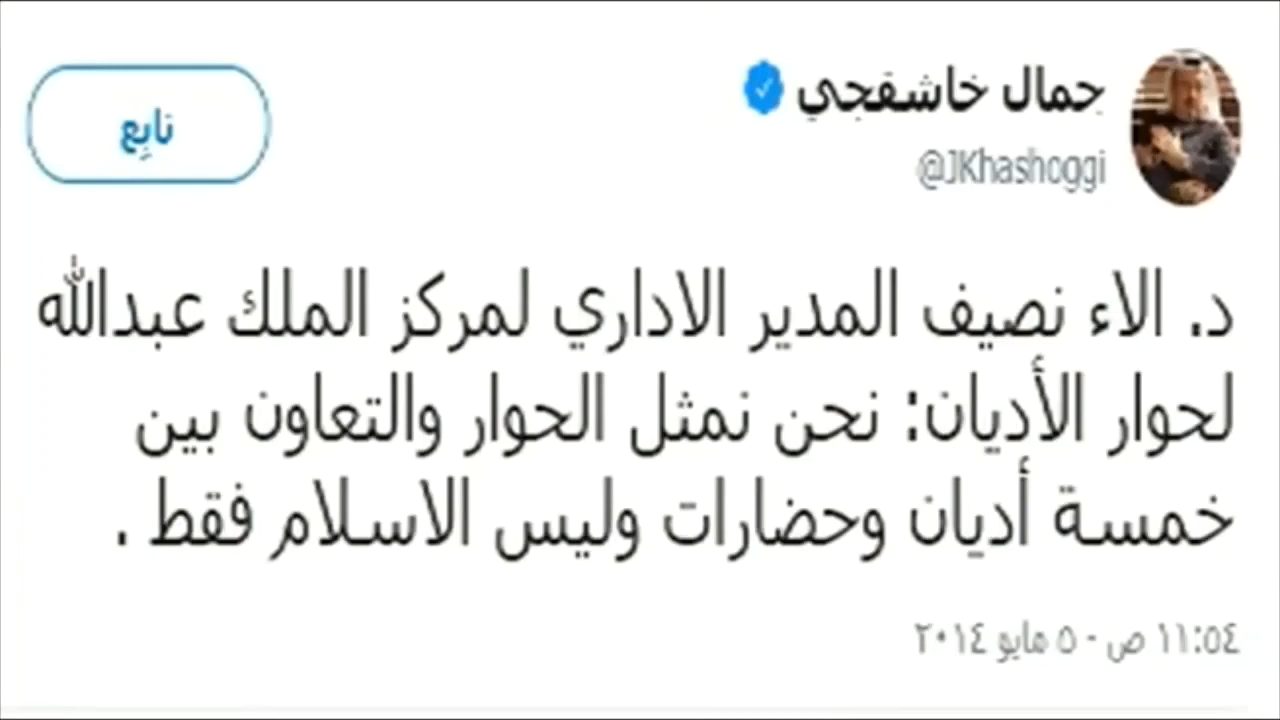 جمال خاشقجي
@JKhashoggi
تابِع
د. الاء نصيف المدير الاداري لمركز الملك عبدالله
لحوار الأديان: نحن نمثل الحوار والتعاون بين
خمسة أديان وحضارات وليس الاسلام فقط .
١١:٥٤ ص - ٥ مايو ٢٠١٤